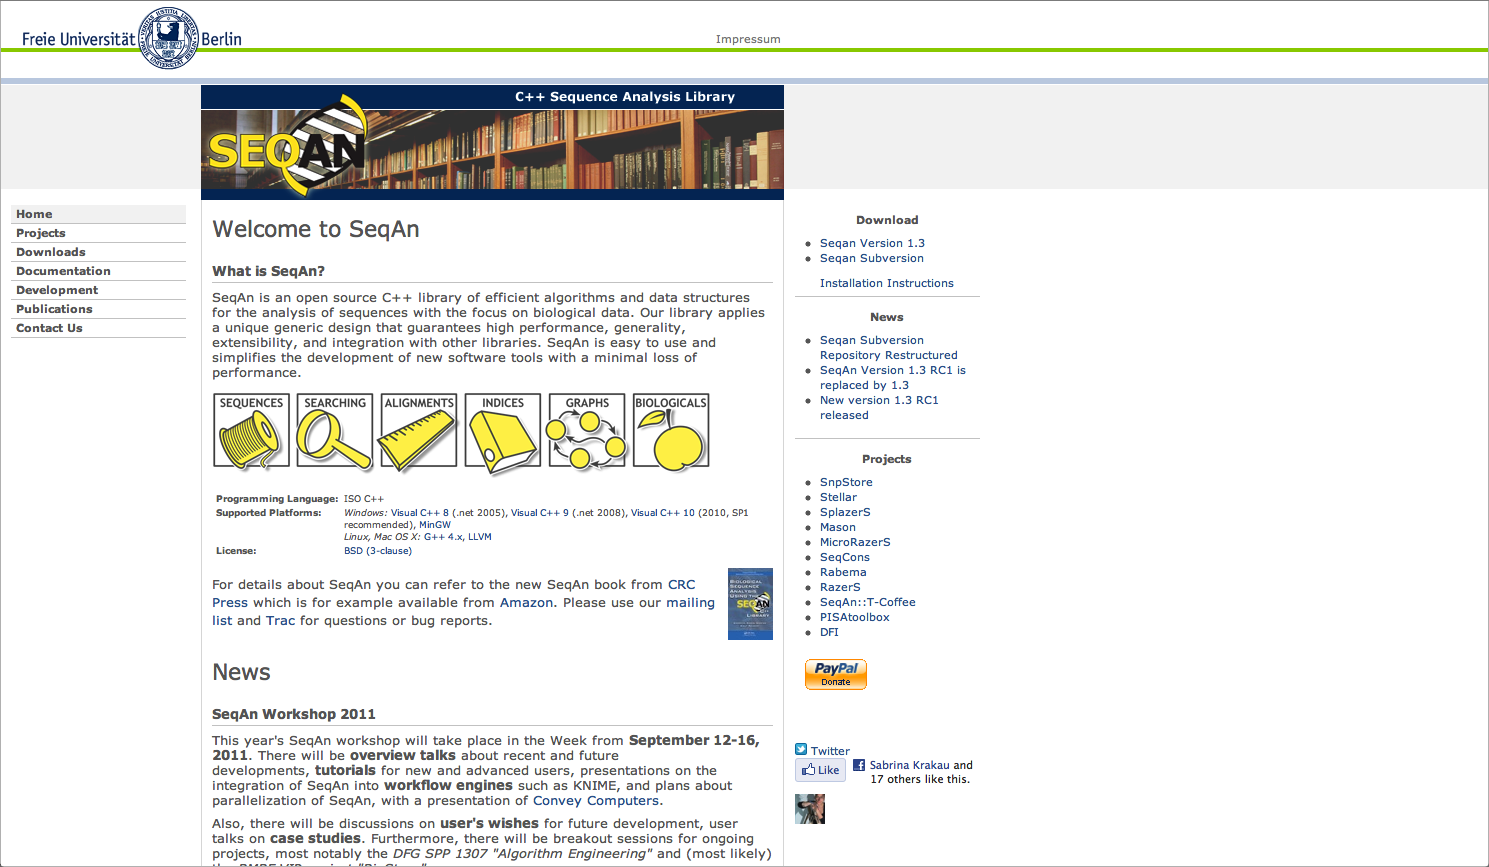 Freie Universität Berlin
Impressum
C++ Sequence Analysis Library
SEQAN
Home
Projects
Downloads
Documentation
Development
Publications
Contact Us
Welcome to SeqAn
What is SeqAn?
SeqAn is an open source C++ library of efficient algorithms and data structures
for the analysis of sequences with the focus on biological data. Our library applies
a unique generic design that guarantees high performance, generality,
extensibility, and integration with other libraries. SeqAn is easy to use and
simplifies the development of new software tools with a minimal loss of
performance.
SEQUENCES SEARCHING ALIGNMENTS INDICES GRAPHS BIOLOGICALS
Programming Language: ISO C++
Supported Platforms: Windows: Visual C++ 8 (.net 2005), Visual C++ 9 (.net 2008), Visual C++ 10 (2010, SP1
recommended), MinGW
Linux, Mac OS X: G++ 4.x, LLVM
License: BSD (3-clause)
For details about SeqAn you can refer to the new SeqAn book from CRC
Press which is for example available from Amazon. Please use our mailing
list and Trac for questions or bug reports.
BIOLOGICAL
SEQUENCE
ANALYSIS
USING THE
SEQAN
C++
LIBRARY
News
SeqAn Workshop 2011
This year's SeqAn workshop will take place in the Week from September 12-16,
2011. There will be overview talks about recent and future
developments, tutorials for new and advanced users, presentations on the
integration of SeqAn into workflow engines such as KNIME, and plans about
parallelization of SeqAn, with a presentation of Convey Computers.
Also, there will be discussions on user's wishes for future development, user
talks on case studies. Furthermore, there will be breakout sessions for ongoing
projects, most notably the DFG SPP 1307 "Algorithm Engineering" and (most likely)
Download
Seqan Version 1.3
Seqan Subversion
Installation Instructions
News
Seqan Subversion
Repository Restructured
SeqAn Version 1.3 RC1 is
replaced by 1.3
New version 1.3 RC1
released
Projects
SnpStore
Stellar
SplazerS
Mason
MicroRazerS
SeqCons
Rabema
RazerS
SeqAn::T-Coffee
PISAtoolbox
DFI
PayPal
Donate
Twitter
Like Sabrina Krakau and
17 others like this.